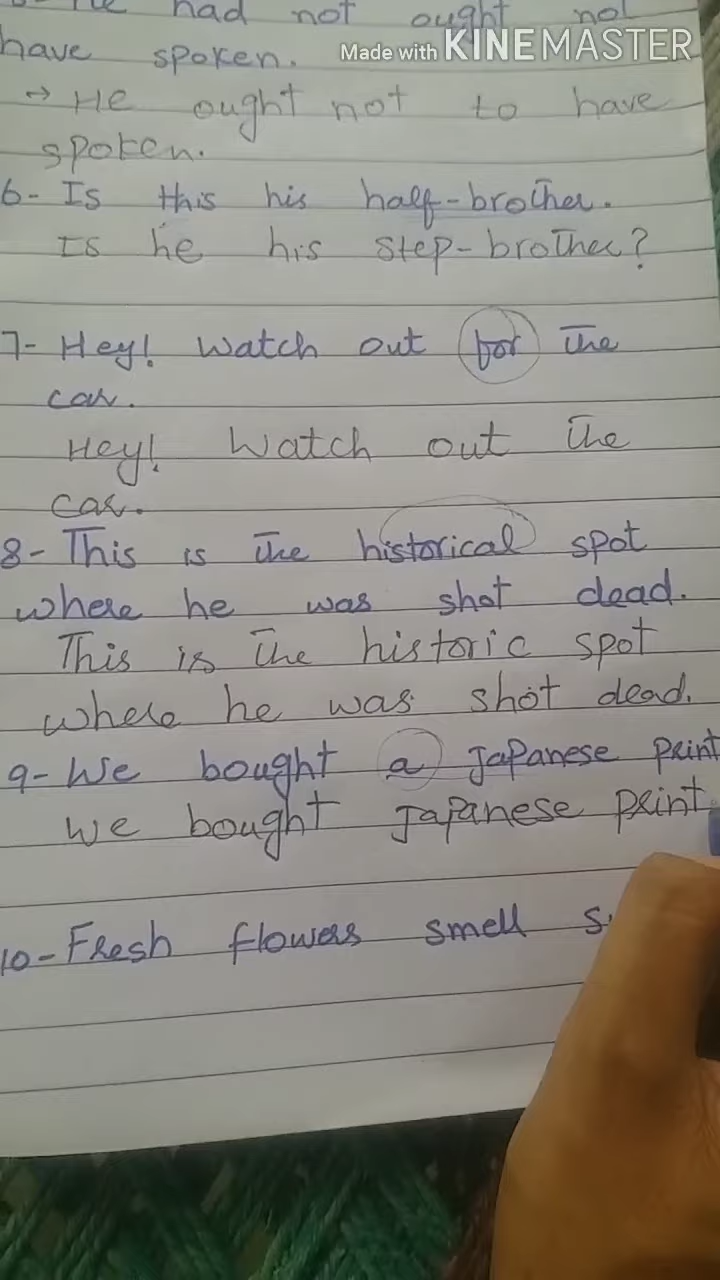 had not ought not
have spoken.
Made with KINEMASTER
→ He ought not to have
spoken.
6- Is this his half-brother.
Is he his step-brother?
7- Hey! Watch out for the
car.
Hey! Watch out the
car.
8- This is the historical spot
where he was shot dead.
This is the historic spot
where he was shot dead.
9- We bought a Japanese print
We bought Japanese print
10- Fresh flowers smell